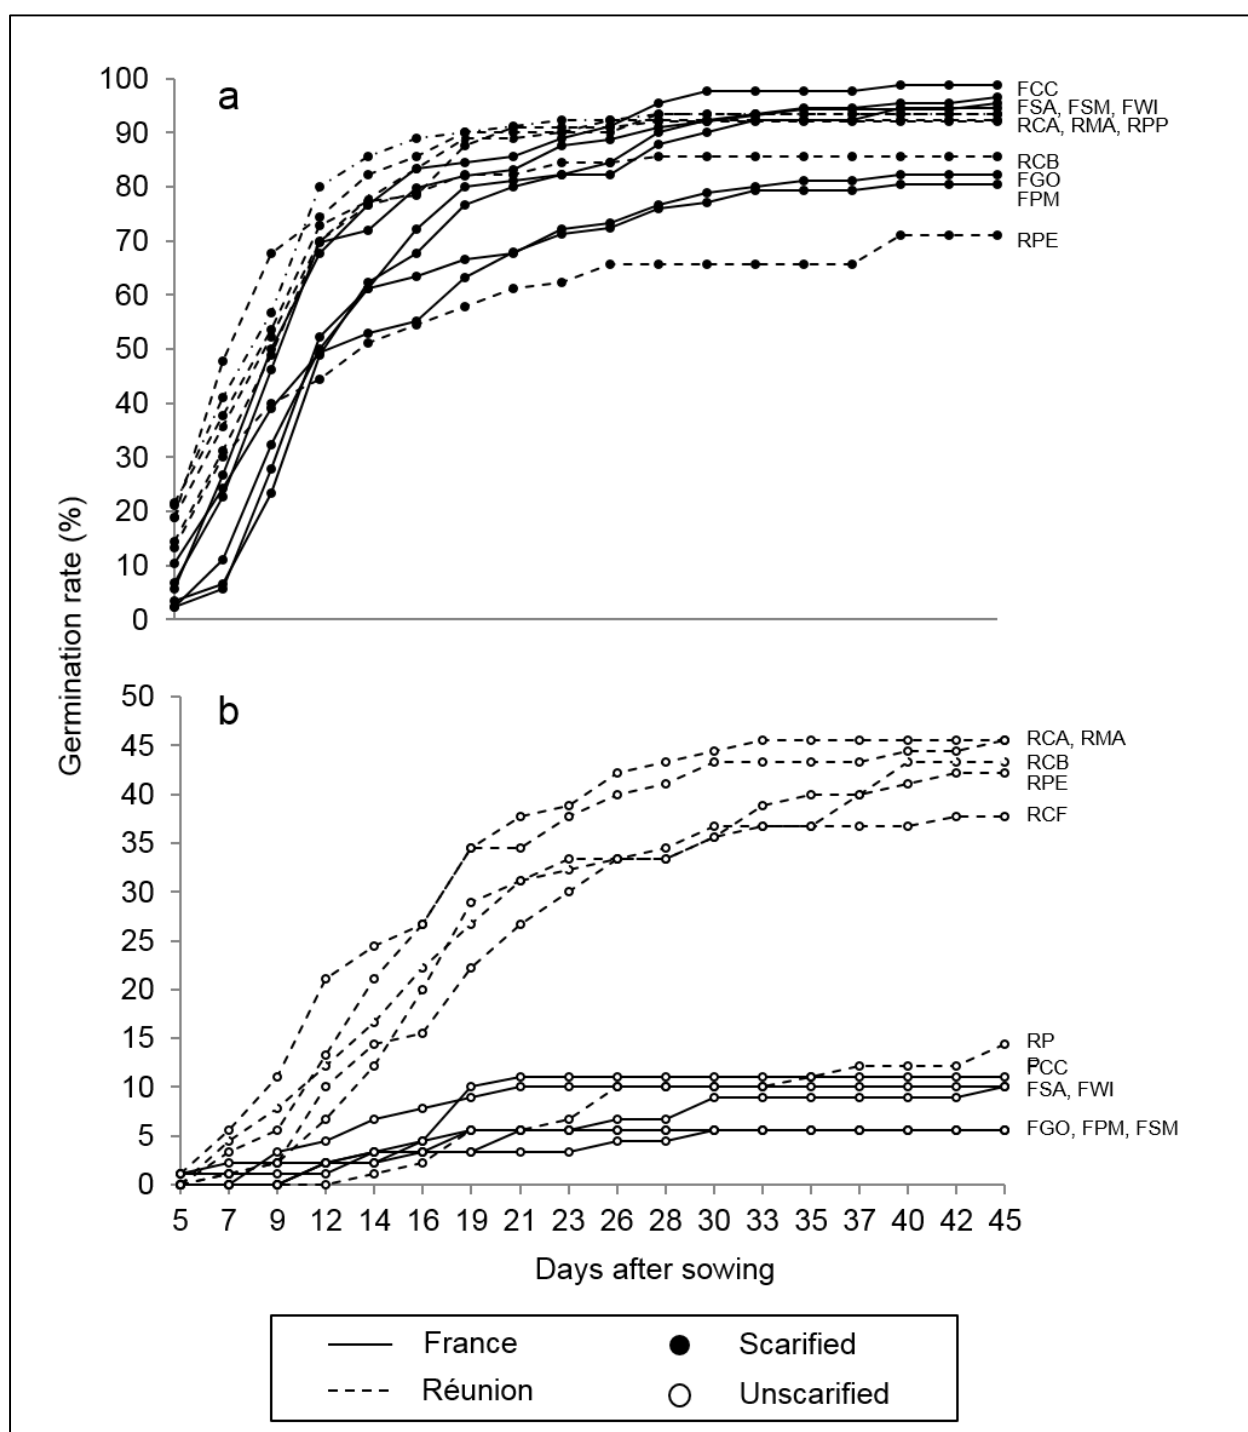 a
100
90
80
70
60
50
40
30
20
10
0
FCC
FSA, FSM, FWI
RCA, RMA, RPP
RCB
FGO
FPM
RPE
Germination rate (%)
b
50
45
40
35
30
25
20
15
10
5
0
RCA, RMA
RCB
RPE
RCF
RP
P
FCC
FSA, FWI
FGO, FPM, FSM
5 7 9 12 14 16 19 21 23 26 28 30 33 35 37 40 42 45
Days after sowing
France Scarified
Réunion Unscarified